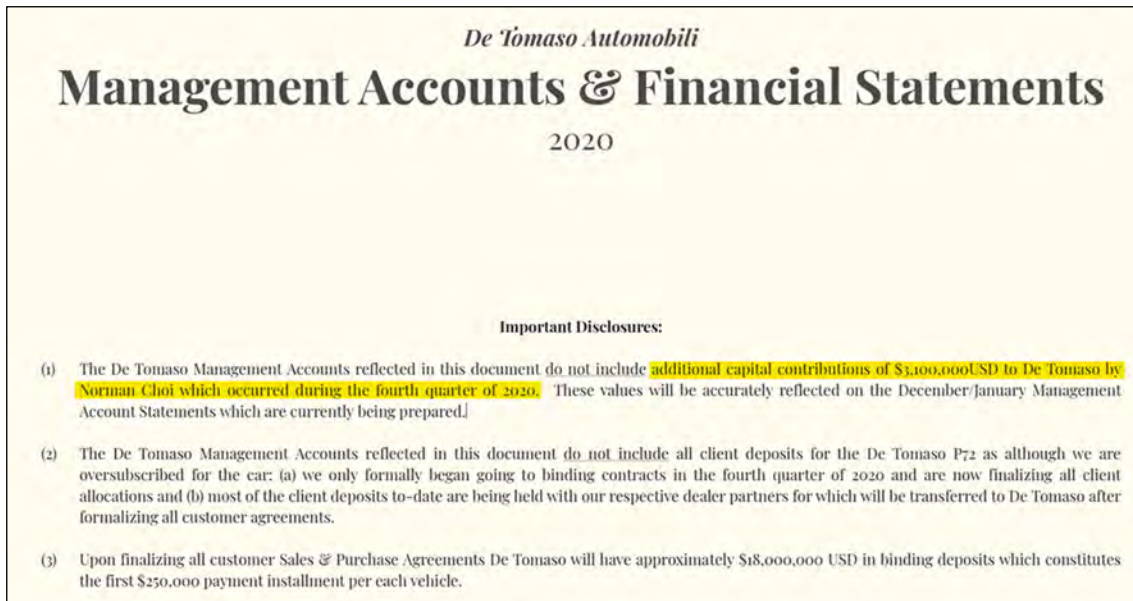 De Tomaso Automobili
Management Accounts & Financial Statements
2020
Important Disclosures:
(1) The De Tomaso Management Accounts reflected in this document do not include additional capital contributions of $3,100,000USD to De Tomaso by
Norman Choi which occurred during the fourth quarter of 2020. These values will be accurately reflected on the December/January Management
Account Statements which are currently being prepared.
(2) The De Tomaso Management Accounts reflected in this document do not include all client deposits for the De Tomaso P72 as although we are
oversubscribed for the car: (a) we only formally began going to binding contracts in the fourth quarter of 2020 and are now finalizing all client
allocations and (b) most of the client deposits to-date are being held with our respective dealer partners for which will be transferred to De Tomaso after
formalizing all customer agreements.
(3) Upon finalizing all customer Sales & Purchase Agreements De Tomaso will have approximately $18,000,000 USD in binding deposits which constitutes
the first $250,000 payment installment per each vehicle.